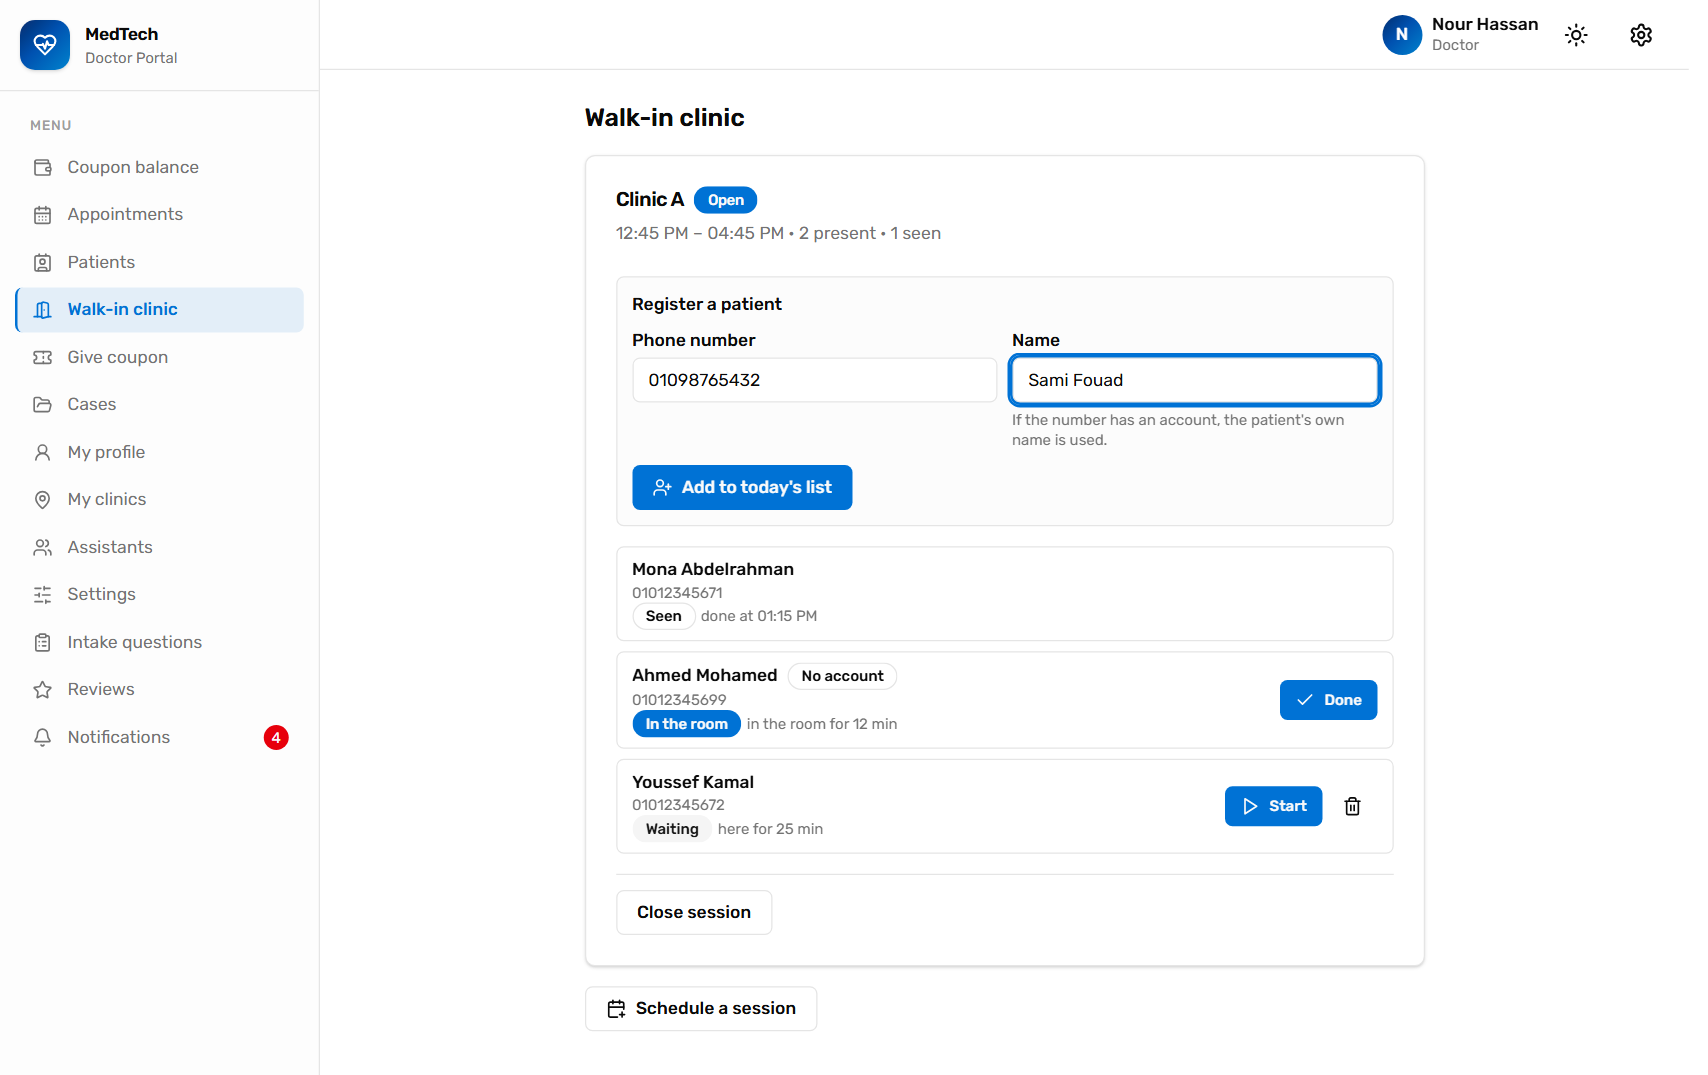 MedTech
Doctor Portal
Nour Hassan
Doctor
N
MENU
Coupon balance
Appointments
Patients
Walk-in clinic
Give coupon
Cases
My profile
My clinics
Assistants
Settings
Intake questions
Reviews
Notifications
4
Walk-in clinic
Clinic A Open
12:45 PM – 04:45 PM • 2 present • 1 seen
Register a patient
Phone number
01098765432
Name
Sami Fouad
If the number has an account, the patient's own
name is used.
Add to today's list
Mona Abdelrahman
01012345671
Seen done at 01:15 PM
Ahmed Mohamed No account
01012345699
In the room in the room for 12 min
Done
Youssef Kamal
01012345672
Waiting here for 25 min
Start
Close session
Schedule a session